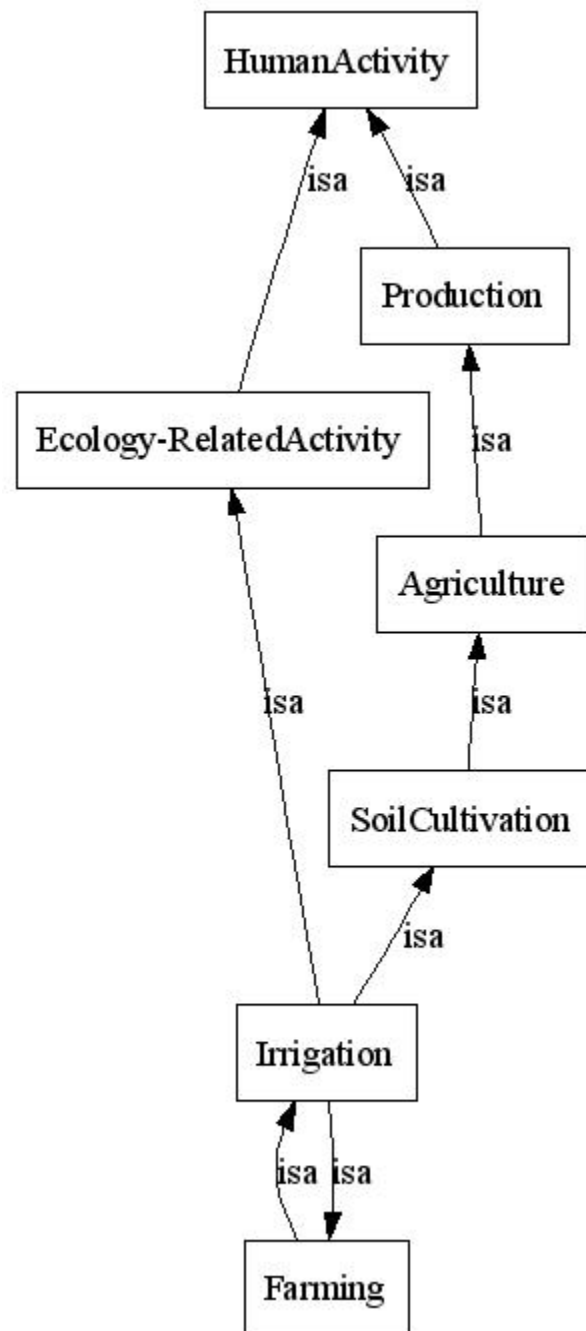 HumanActivity
isa
isa
Production
Ecology-RelatedActivity
isa
Agriculture
isa
isa
SoilCultivation
isa
Irrigation
isa
isa
Farming